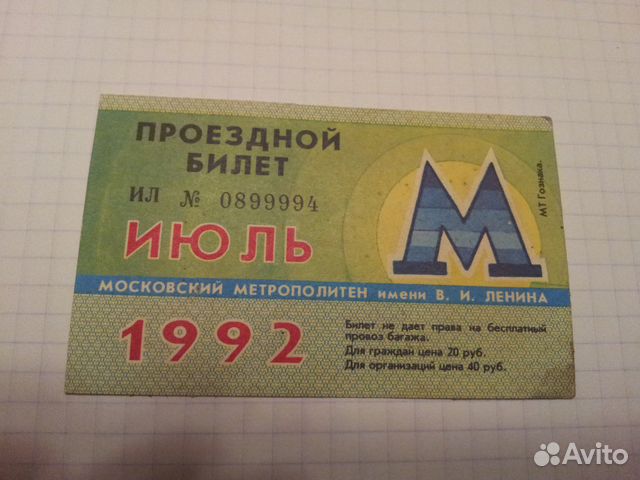 ПРОЕЗДНОЙ
БИЛЕТ
ИЛ № 0899994
ИЮЛЬ
М
МТ Гознака.
МОСКОВСКИЙ МЕТРОПОЛИТЕН имени В. И. ЛЕНИНА
1992
Билет не дает права на бесплатный
провоз багажа.
Для граждан цена 20 руб.
Для организаций цена 40 руб.
Avito